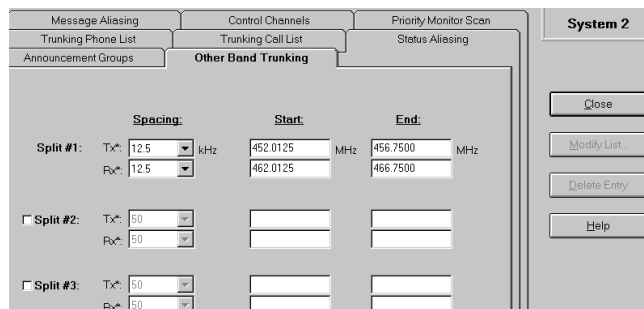 Message Aliasing Control Channels Priority Monitor Scan
Trunking Phone List Trunking Call List Status Aliasing
Announcement Groups Other Band Trunking
System 2
Spacing: Start: End:
Split #1: Tx*: 12.5 kHz 452.0125 MHz 456.7500 MHz
Rx*: 12.5 462.0125 466.7500
Split #2: Tx*: 50
Rx*: 50
Split #3: Tx*: 50
Rx*: 50
Close
Modify List...
Delete Entry
Help